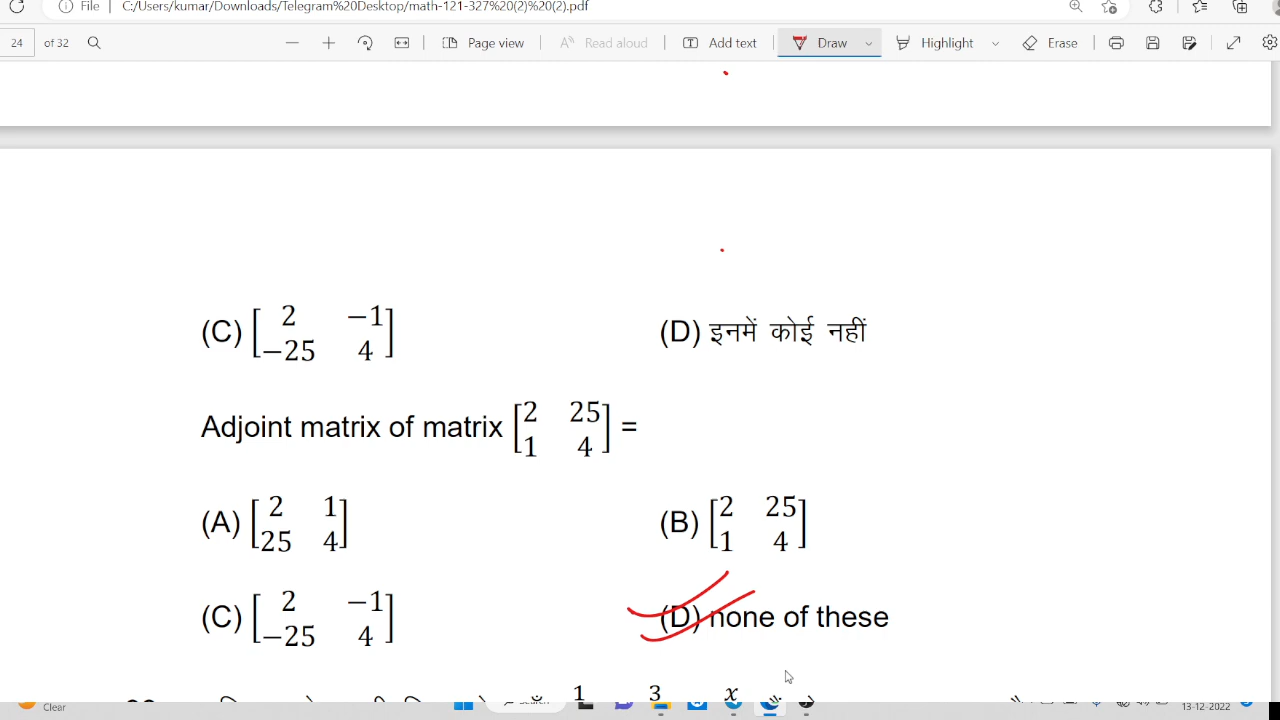 File C:/Users/kumar/Downloads/Telegram%20Desktop/math-121-327%20(2)%20(2).pdf
24 of 32 Page view Read aloud Add text Draw Highlight Erase
(C) [2 −1
−25 4] (D) इनमें कोई नहीं
Adjoint matrix of matrix [2 25
1 4] =
(A) [2 1
25 4] (B) [2 25
1 4]
(C) [2 −1
−25 4] (D) none of these
1 3 x
Clear 13-12-2022